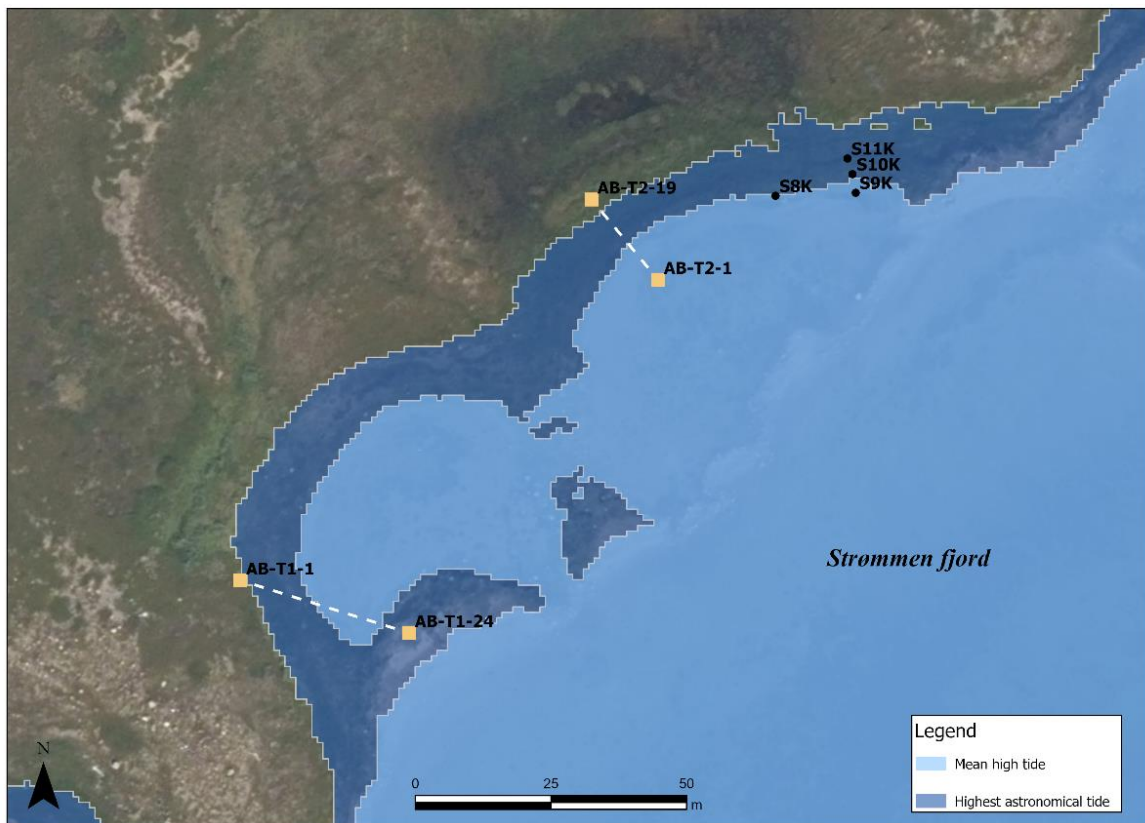 S11K
S10K
AB-T2-19
S8K
S9K
AB-T2-1
Strømmen fjord
AB-T1-1
AB-T1-24
Legend
N
Mean high tide
0
25
50
m
Highest astronomical tide